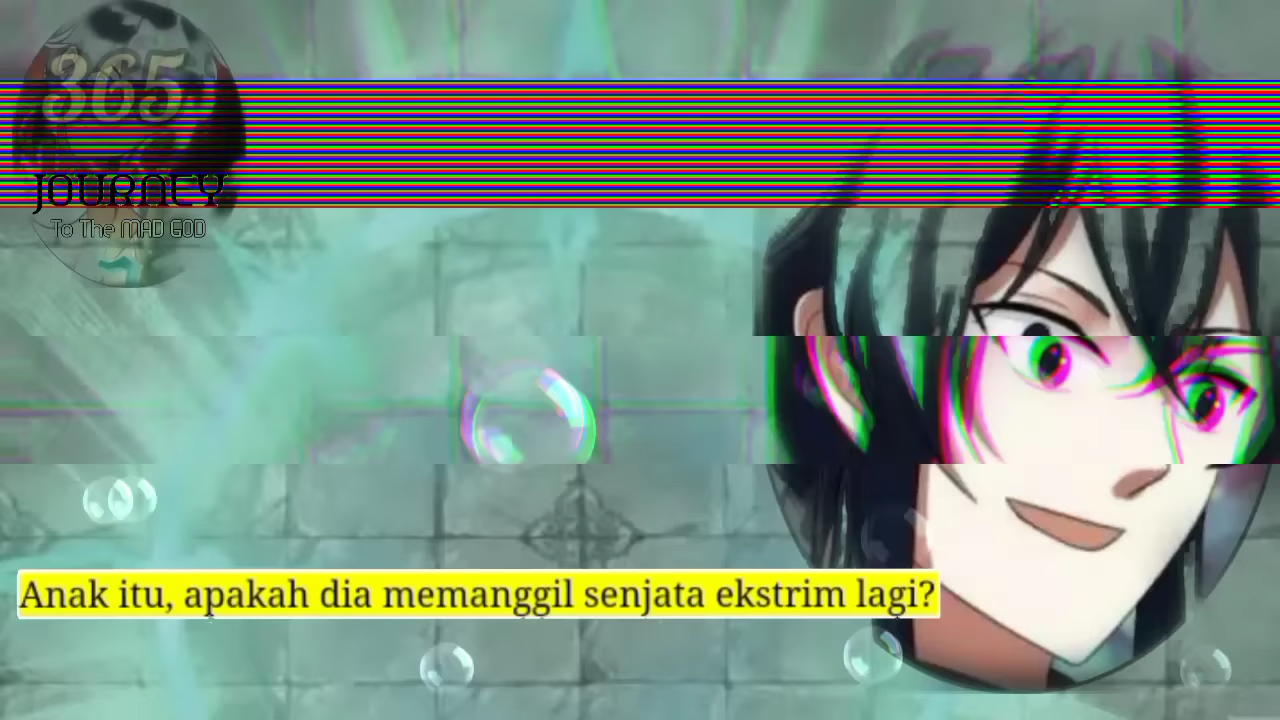 365
JOURNEY
To The MAD GOD
Anak itu, apakah dia memanggil senjata ekstrim lagi?